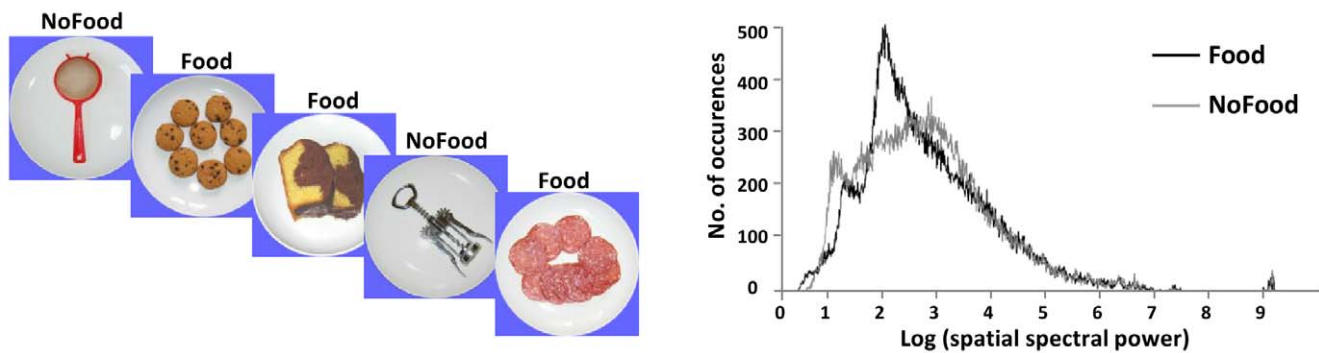 NoFood
Food
Food
NoFood
Food
500
400
300
200
100
0
No. of occurences
Food
NoFood
0 1 2 3 4 5 6 7 8 9
Log (spatial spectral power)